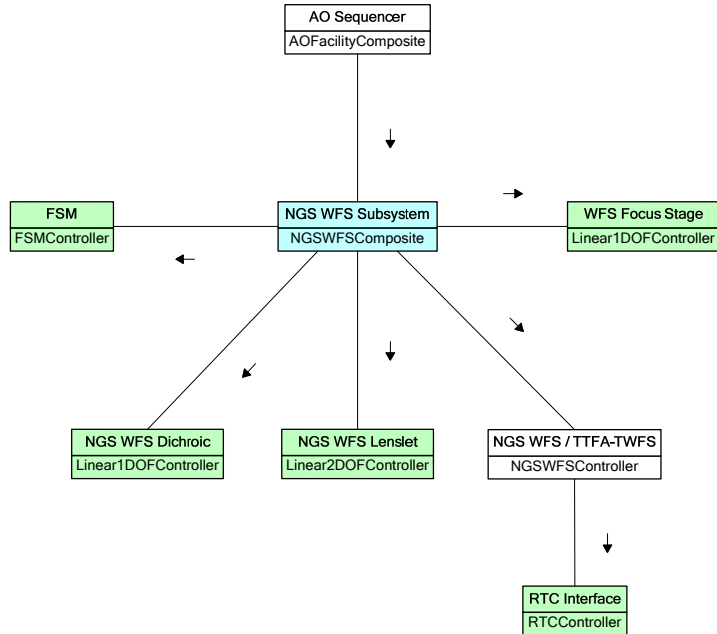 AO Sequencer
AOFacilityComposite
FSM
FSMController
NGS WFS Subsystem
NGSWFSComposite
WFS Focus Stage
Linear1DOFController
NGS WFS Dichroic
Linear1DOFController
NGS WFS Lenslet
Linear2DOFController
NGS WFS / TTFA-TWFS
NGSWFSController
RTC Interface
RTCController